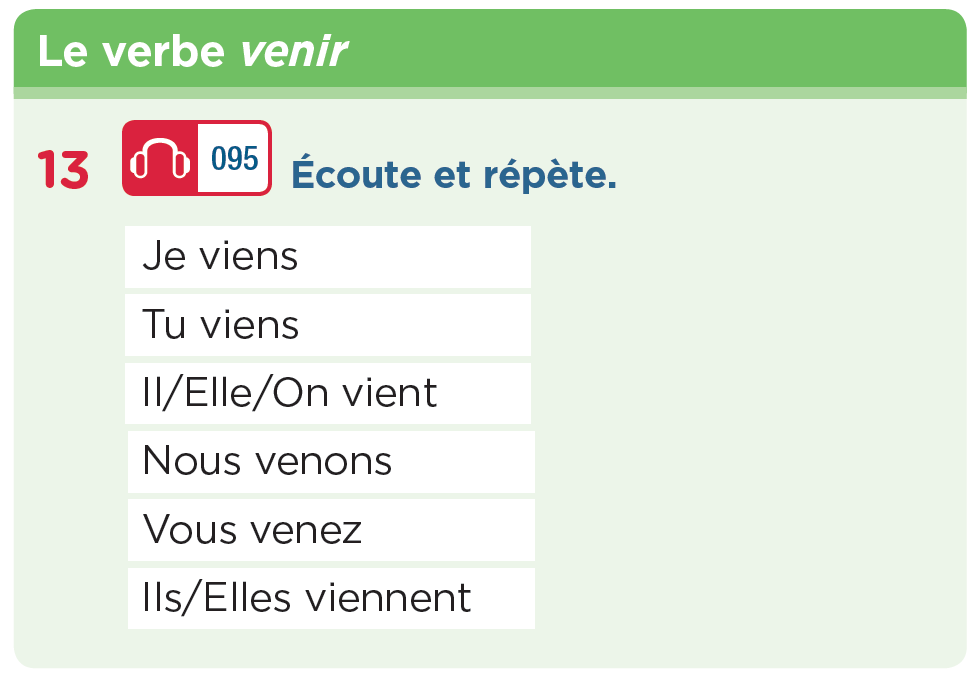 Le verbe venir
13 095 Écoute et répète.
Je viens
Tu viens
Il/Elle/On vient
Nous venons
Vous venez
Ils/Elles viennent